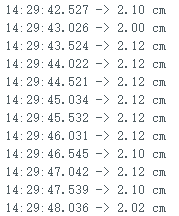 14:29:42.527 -> 2.10 cm
14:29:43.026 -> 2.00 cm
14:29:43.524 -> 2.12 cm
14:29:44.022 -> 2.12 cm
14:29:44.521 -> 2.12 cm
14:29:45.034 -> 2.12 cm
14:29:45.532 -> 2.12 cm
14:29:46.031 -> 2.12 cm
14:29:46.545 -> 2.10 cm
14:29:47.042 -> 2.12 cm
14:29:47.539 -> 2.10 cm
14:29:48.036 -> 2.02 cm